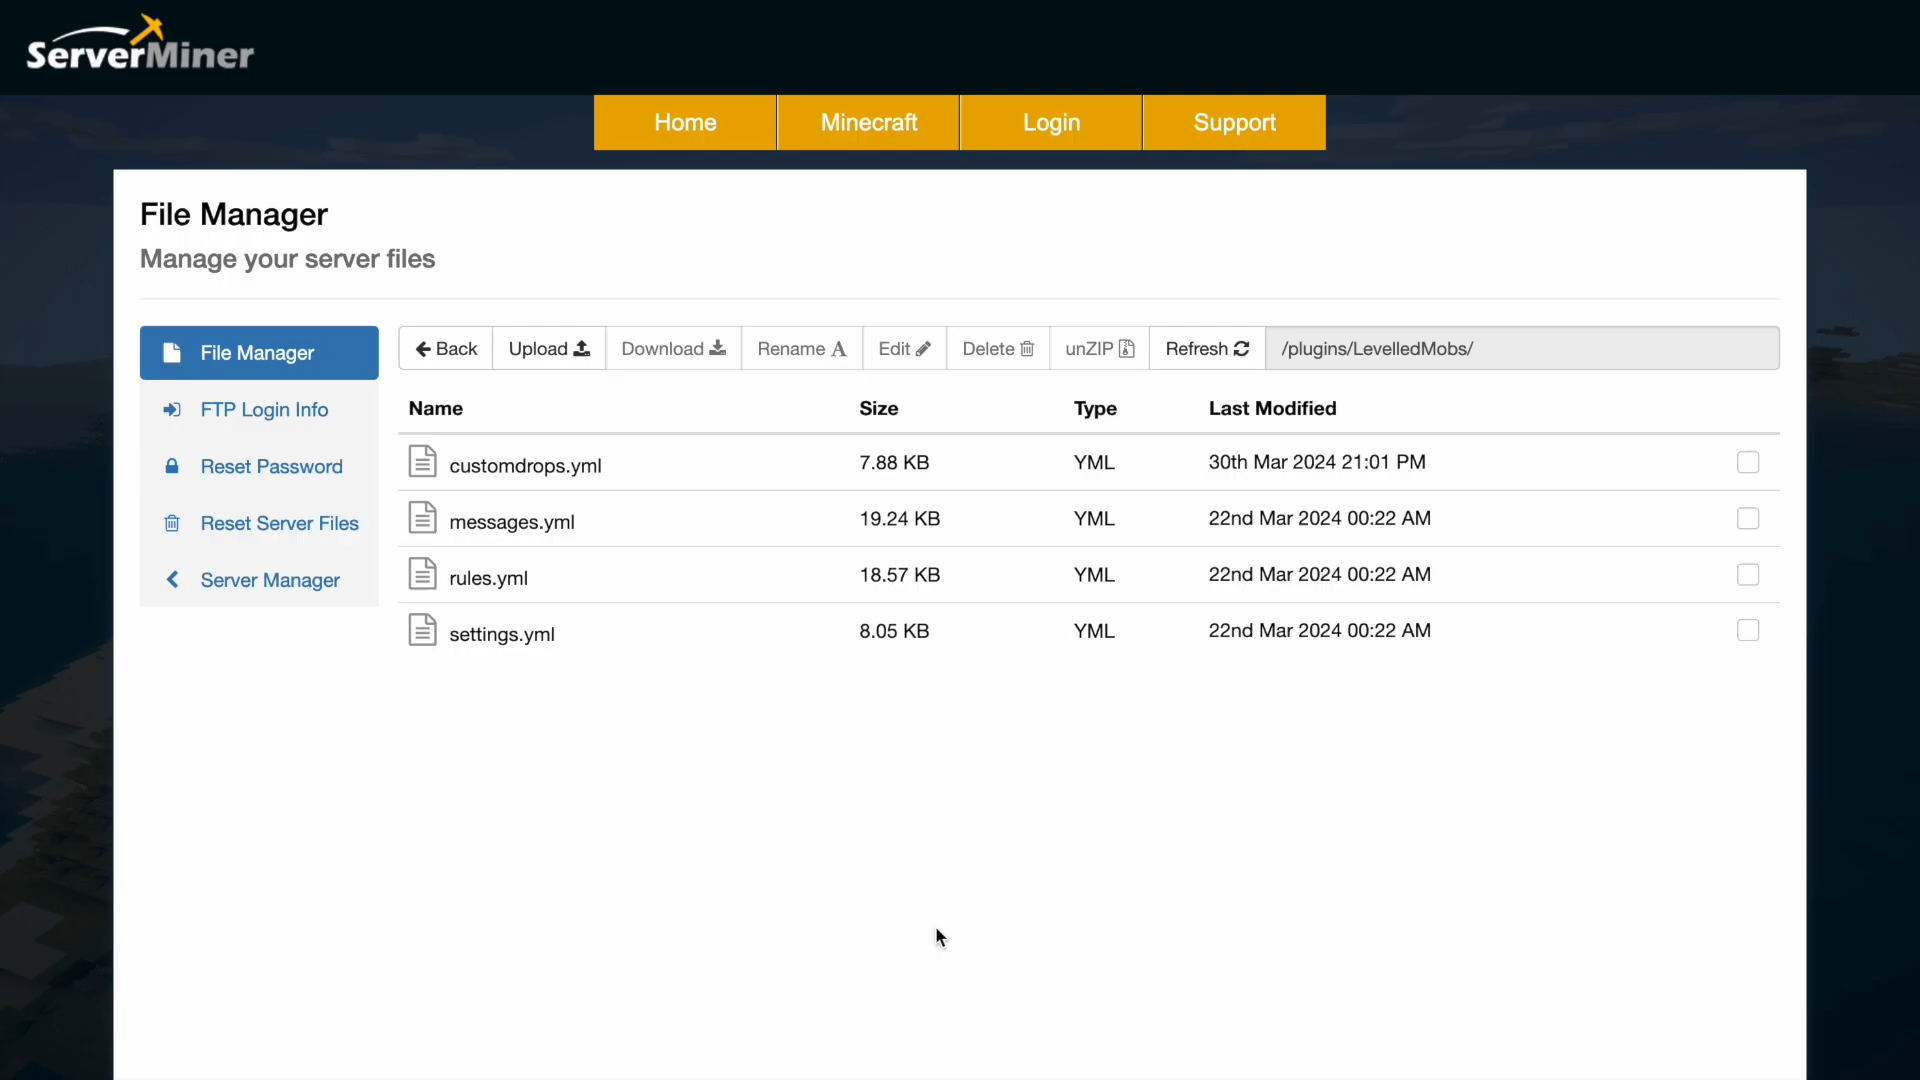 ServerMiner
Home Minecraft Login Support
File Manager
Manage your server files
File Manager
FTP Login Info
Reset Password
Reset Server Files
Server Manager
Back Upload Download Rename Edit Delete unZIP Refresh /plugins/LevelledMobs/
Name Size Type Last Modified
customdrops.yml 7.88 KB YML 30th Mar 2024 21:01 PM
messages.yml 19.24 KB YML 22nd Mar 2024 00:22 AM
rules.yml 18.57 KB YML 22nd Mar 2024 00:22 AM
settings.yml 8.05 KB YML 22nd Mar 2024 00:22 AM